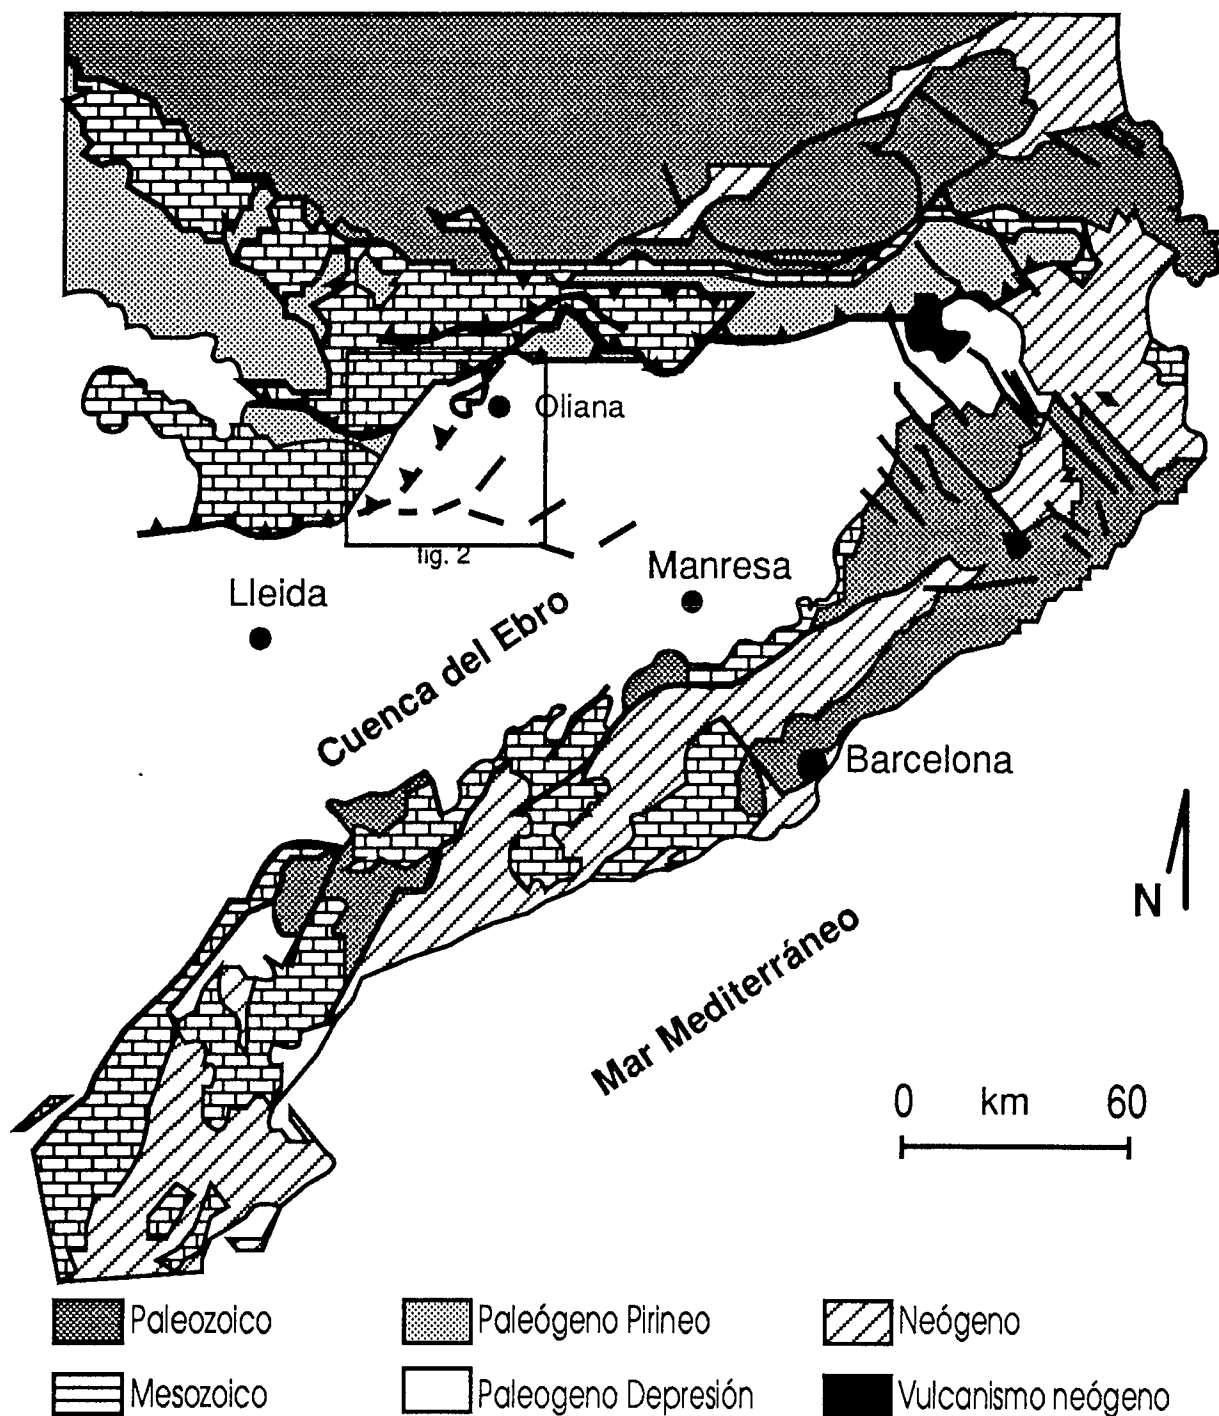 Oliana
fig. 2
Lleida
Manresa
Cuenca del Ebro
Barcelona
N
Mar Mediterráneo
0 km 60
Paleozoico
Paleógeno Pirineo
Neógeno
Mesozoico
Paleogeno Depresión
Vulcanismo neógeno